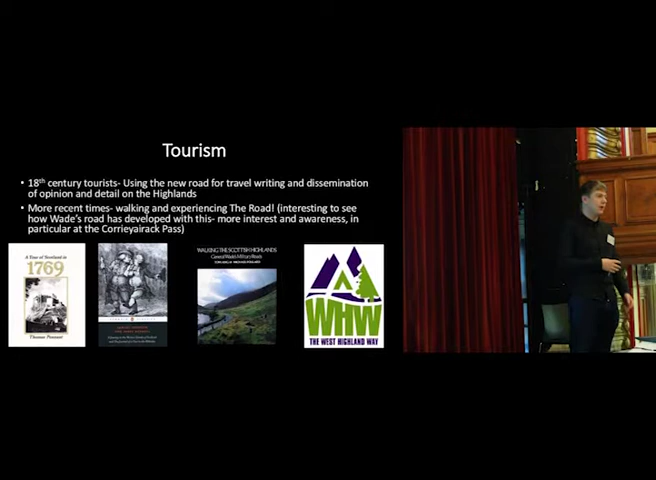 Tourism
• 18th century tourists- Using the new road for travel writing and dissemination
of opinion and detail on the Highlands
• More recent times- walking and experiencing The Road! (interesting to see
how Wade's road has developed with this- more interest and awareness, in
particular at the Corrieyairack Pass)
A Tour of Scotland in
1769
Thomas Pennant
WALKING THE SCOTTISH HIGHLANDS
General Wade's Military Roads
WHW
THE WEST HIGHLAND WAY